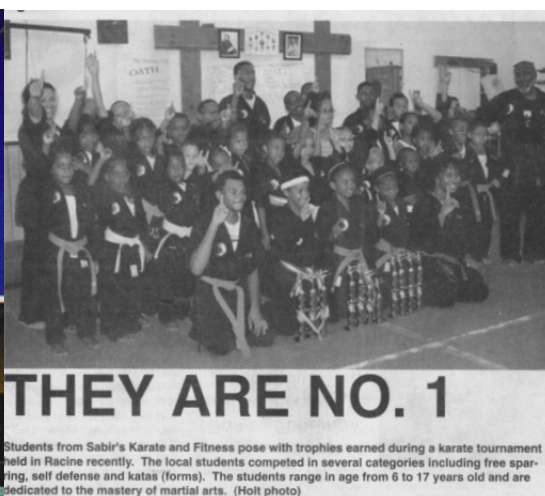 OATH
THEY ARE NO. 1
Students from Sabir's Karate and Fitness pose with trophies earned during a karate tournament
held in Racine recently. The local students competed in several categories including free spar-
ring, self defense and katas (forms). The students range in age from 6 to 17 years old and are
dedicated to the mastery of martial arts. (Holt photo)